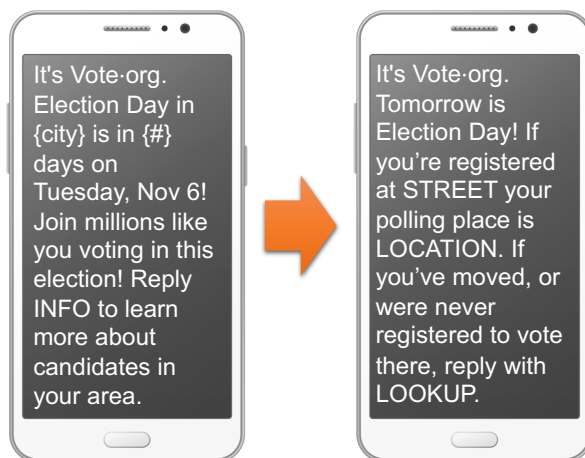 It's Vote·org.
Election Day in
{city} is in {#}
days on
Tuesday, Nov 6!
Join millions like
you voting in this
election! Reply
INFO to learn
more about
candidates in
your area.
It's Vote·org.
Tomorrow is
Election Day! If
you’re registered
at STREET your
polling place is
LOCATION. If
you’ve moved, or
were never
registered to vote
there, reply with
LOOKUP.